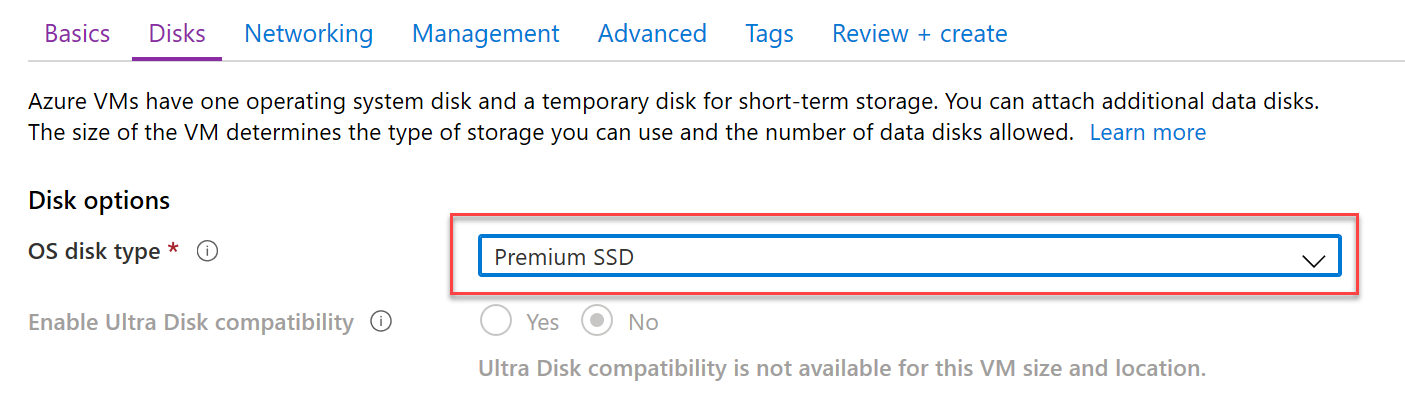 Basics Disks Networking Management Advanced Tags Review + create
Azure VMs have one operating system disk and a temporary disk for short-term storage. You can attach additional data disks.
The size of the VM determines the type of storage you can use and the number of data disks allowed. Learn more
Disk options
OS disk type * i
Premium SSD
Enable Ultra Disk compatibility i
Yes No
Ultra Disk compatibility is not available for this VM size and location.